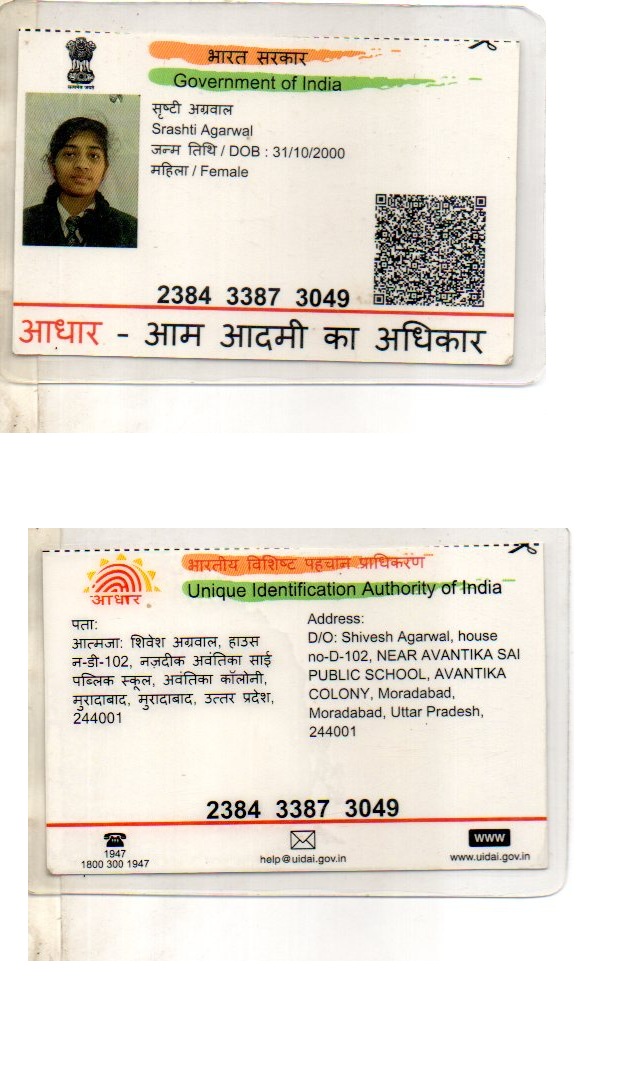 सत्यमेव जयते
भारत सरकार
Government of India
सृष्टी अग्रवाल
Srashti Agarwal
जन्म तिथि / DOB : 31/10/2000
महिला / Female
2384 3387 3049
आधार - आम आदमी का अधिकार
भारतीय विशिष्ट पहचान प्राधिकरण
Unique Identification Authority of India
आधार
पता:
आत्मजा: शिवेश अग्रवाल, हाउस
न-डी-102, नज़दीक अवंतिका साई
पब्लिक स्कूल, अवंतिका कॉलोनी,
मुरादाबाद, मुरादाबाद, उत्तर प्रदेश,
244001
Address:
D/O: Shivesh Agarwal, house
no-D-102, NEAR AVANTIKA SAI
PUBLIC SCHOOL, AVANTIKA
COLONY, Moradabad,
Moradabad, Uttar Pradesh,
244001
2384 3387 3049
1947
1800 300 1947
help@uidai.gov.in
www
www.uidai.gov.in